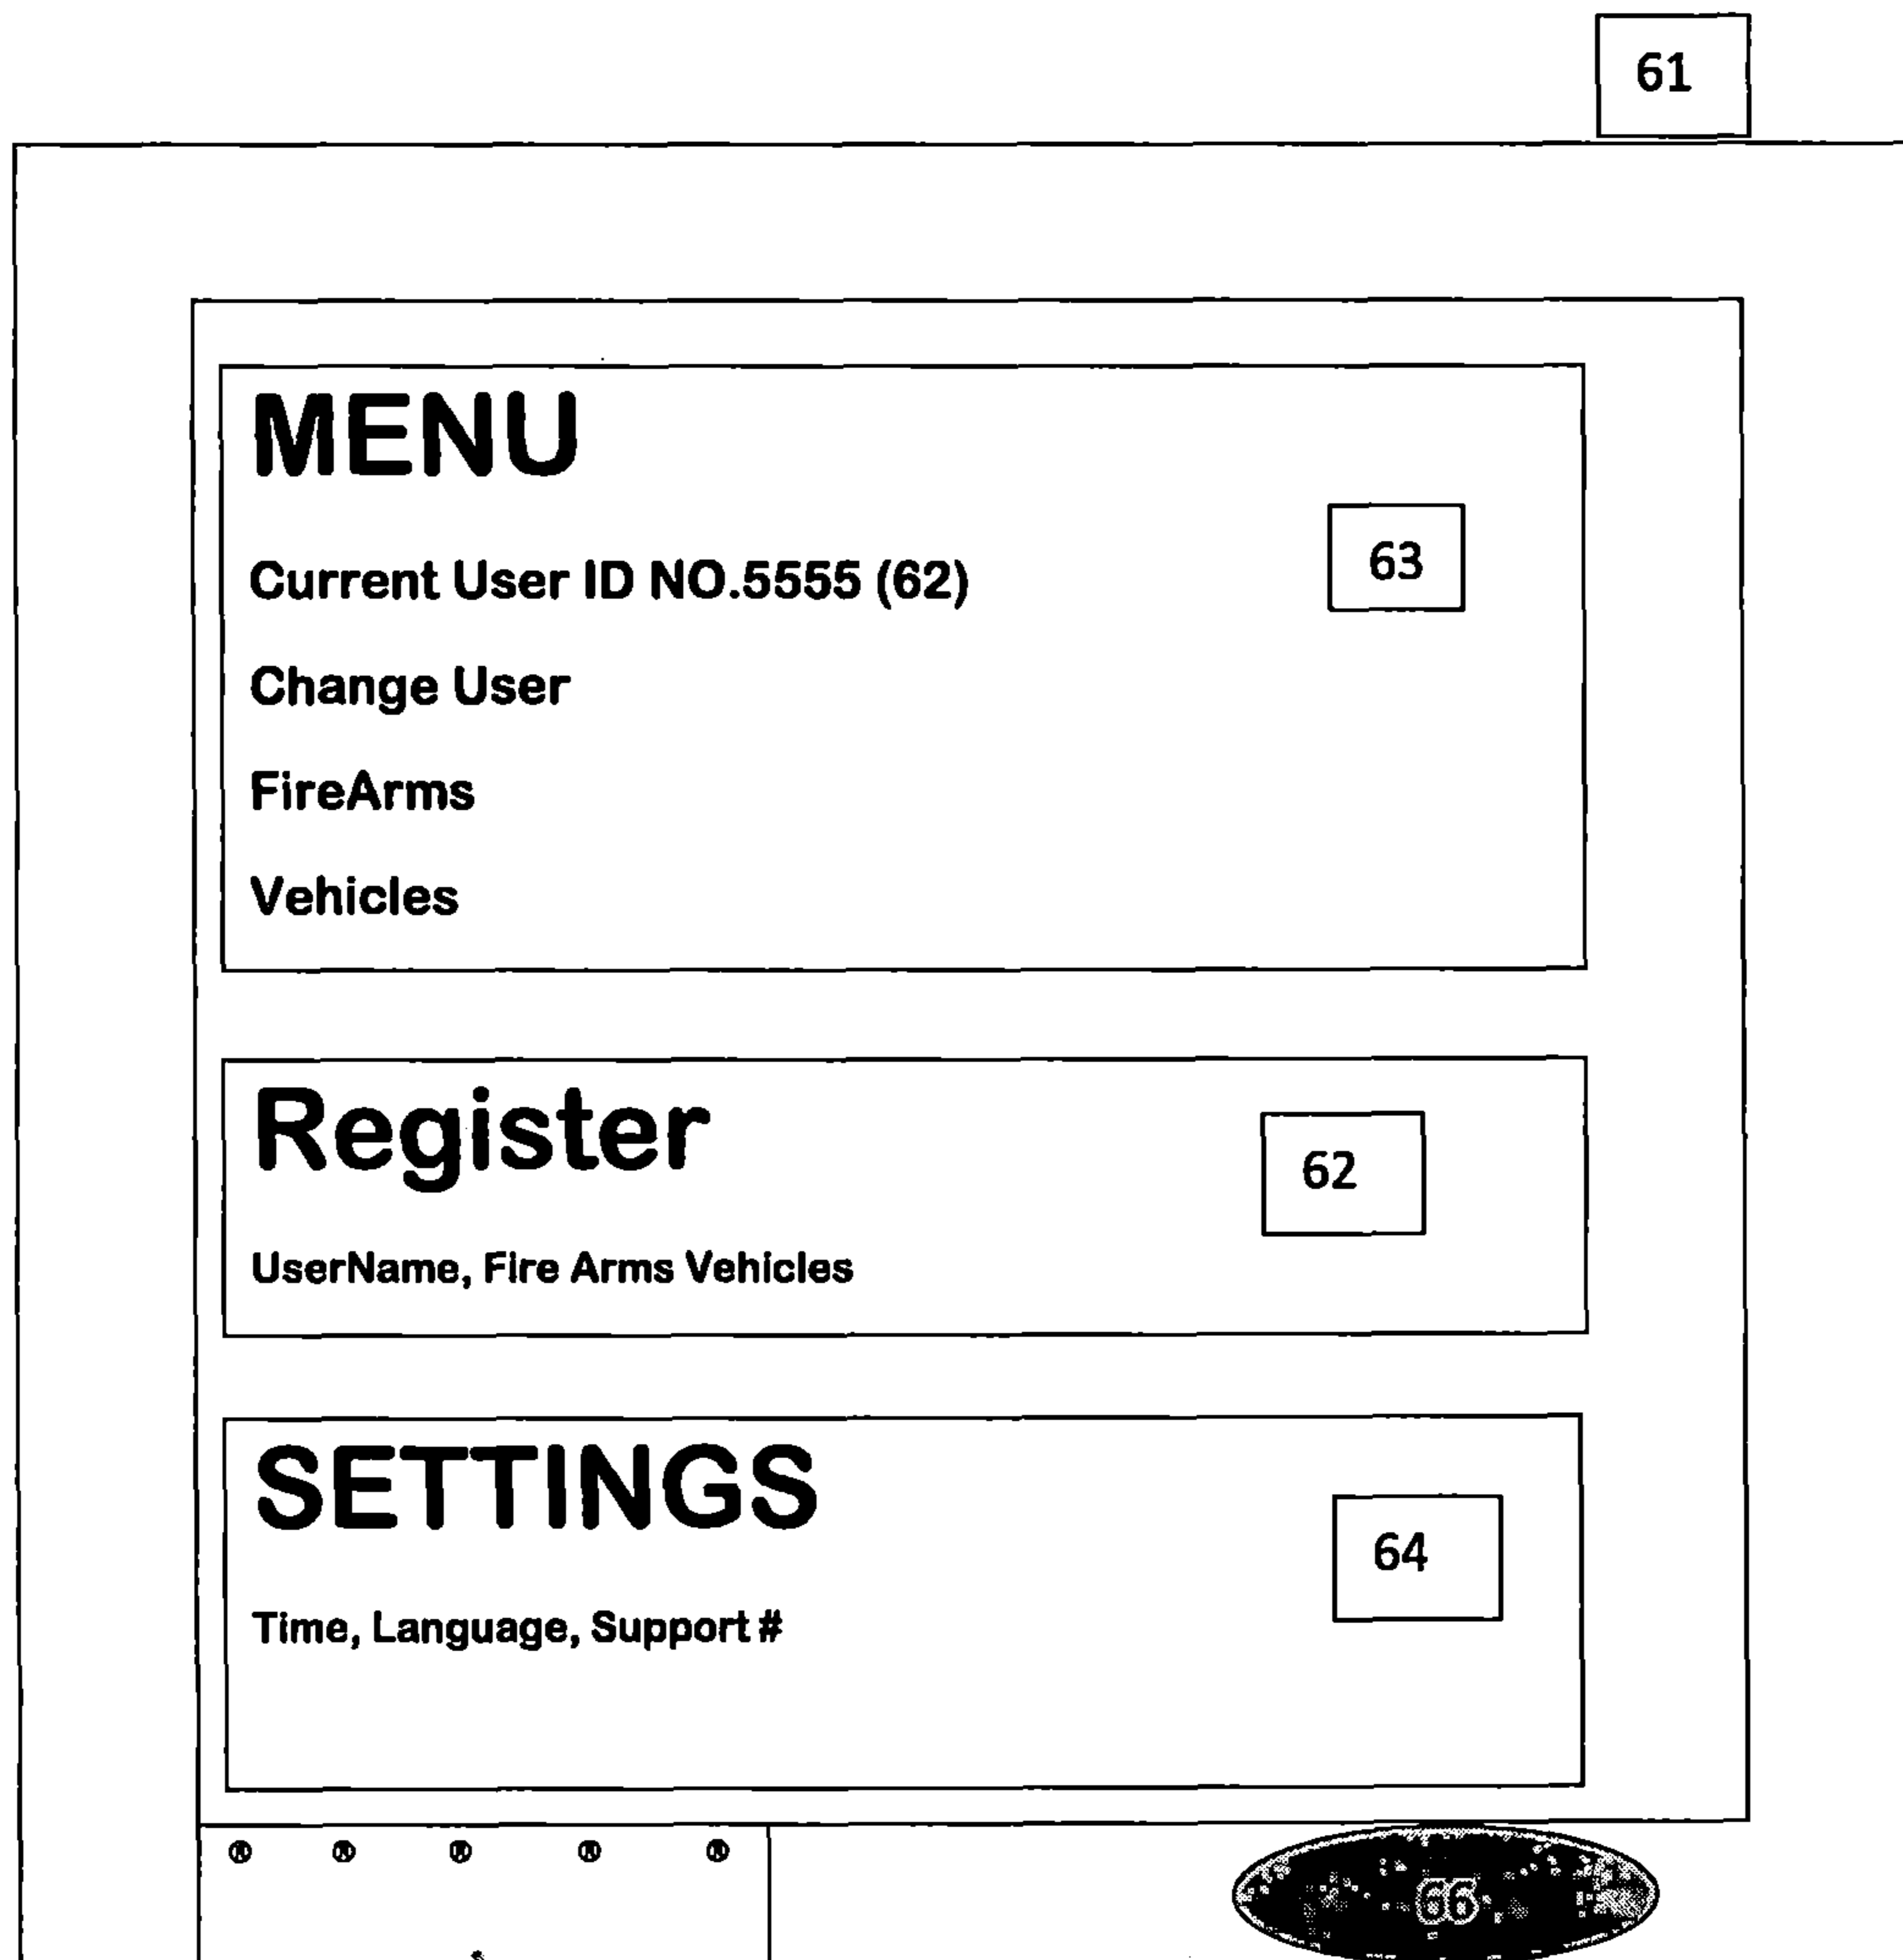 61
MENU
63
Current User ID NO.5555 (62)
Change User
FireArms
Vehicles
Register
62
UserName, Fire Arms Vehicles
SETTINGS
64
Time, Language, Support #
66